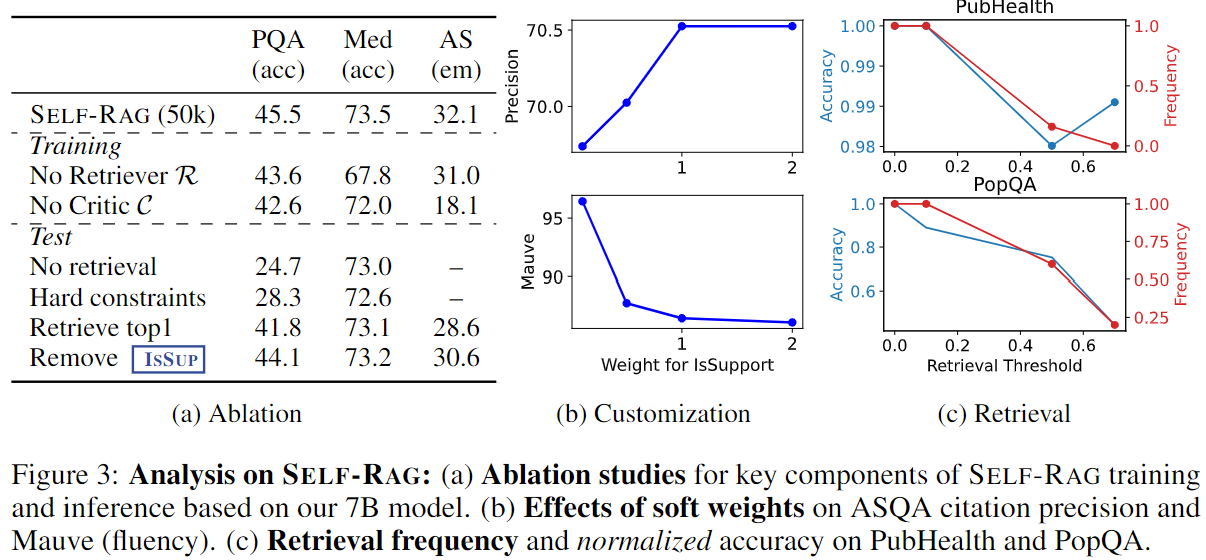 PQA Med AS
(acc) (acc) (em)
SELF-RAG (50k) 45.5 73.5 32.1
Training
No Retriever R 43.6 67.8 31.0
No Critic C 42.6 72.0 18.1
Test
No retrieval 24.7 73.0 –
Hard constraints 28.3 72.6 –
Retrieve top1 41.8 73.1 28.6
Remove ISSUP 44.1 73.2 30.6
(a) Ablation
70.5
70.0
Precision
1 2
95
90
Mauve
1 2
Weight for IsSupport
(b) Customization
PubHealth
1.00
0.99
0.99
0.98
Accuracy
1.0
0.5
0.0
Frequency
0.0 0.2 0.4 0.6
PopQA
1.0
0.8
0.6
Accuracy
1.00
0.75
0.50
0.25
Frequency
0.0 0.2 0.4 0.6
Retrieval Threshold
(c) Retrieval
Figure 3: Analysis on SELF-RAG: (a) Ablation studies for key components of SELF-RAG training
and inference based on our 7B model. (b) Effects of soft weights on ASQA citation precision and
Mauve (fluency). (c) Retrieval frequency and normalized accuracy on PubHealth and PopQA.